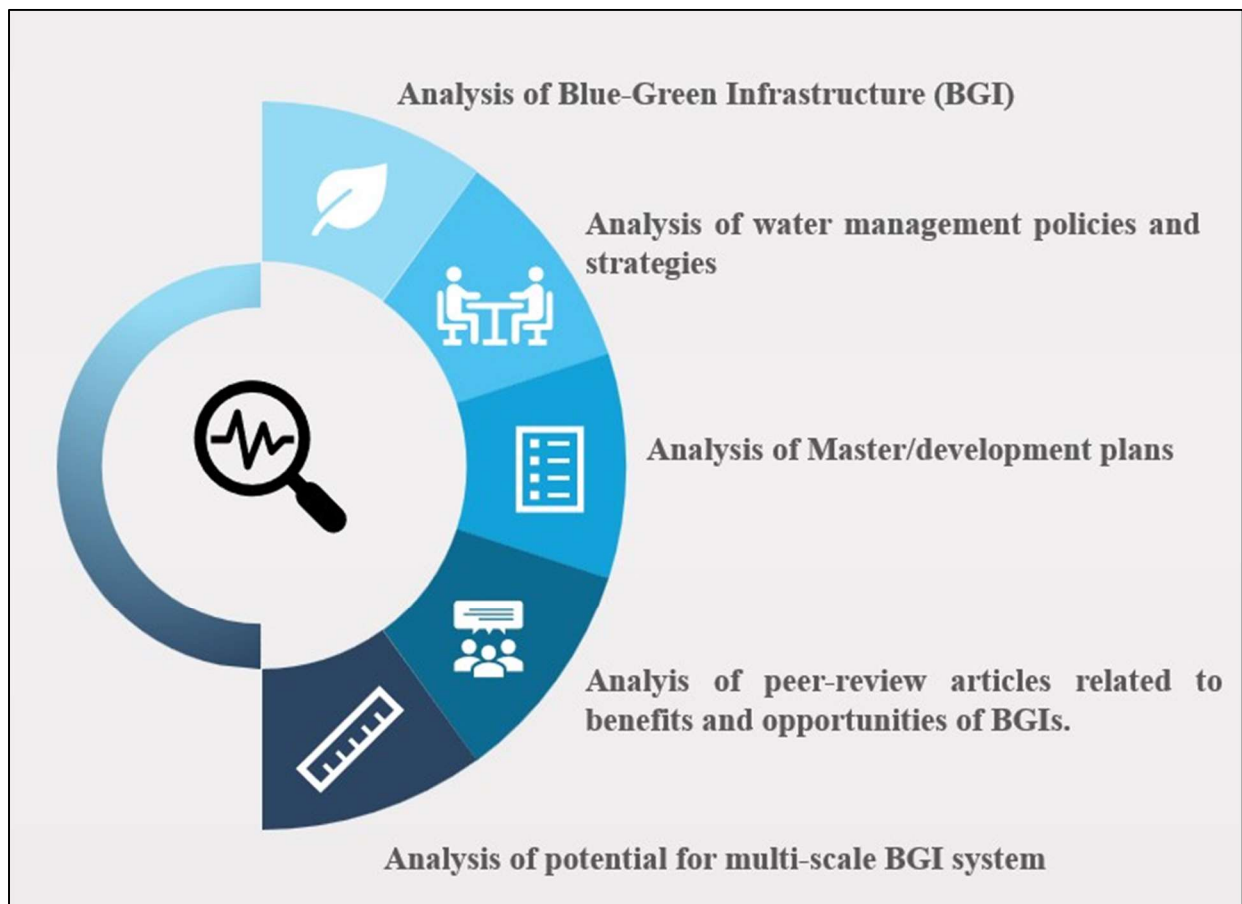 Analysis of Blue-Green Infrastructure (BGI)
Analysis of water management policies and
strategies
Analysis of Master/development plans
Analyis of peer-review articles related to
benefits and opportunities of BGIs.
Analysis of potential for multi-scale BGI system